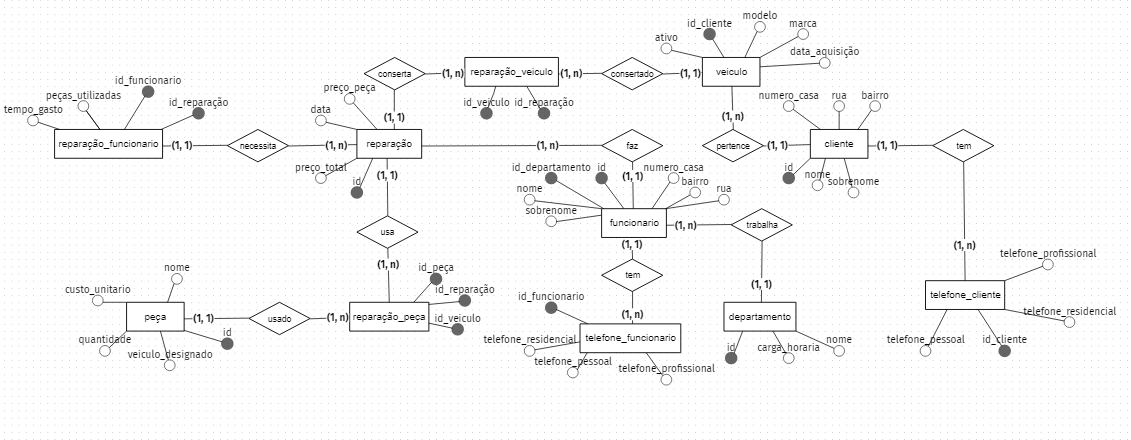 modelo
id_cliente
marca
ativo
data_aquisição
conserta
(1, n)
reparação_veiculo
(1, n)
consertado
(1, 1)
veiculo
id_funcionario
preço_peça
peças_utilizadas
id_reparação
tempo_gasto
id_veiculo
id_reparação
numero_casa
rua
bairro
data
(1, 1)
(1, n)
reparação_funcionario
(1, 1)
necessita
(1, n)
reparação
(1, n)
faz
pertence
(1, 1)
cliente
(1, 1)
tem
preço_total
id
(1, 1)
id_departamento
id
(1, 1)
numero_casa
bairro
rua
nome
sobrenome
id
nome
sobrenome
usa
funcionario
(1, n)
trabalha
(1, 1)
(1, n)
(1, n)
id_peça
tem
telefone_profissional
nome
custo_unitario
id_reparação
(1, 1)
id_funcionario
(1, n)
telefone_cliente
peça
(1, 1)
usado
(1, n)
reparação_peça
id_veiculo
departamento
telefone_residencial
quantidade
id
veiculo_designado
telefone_residencial
telefone_funcionario
telefone_pessoal
telefone_profissional
id
carga_horaria
nome
telefone_pessoal
id_cliente